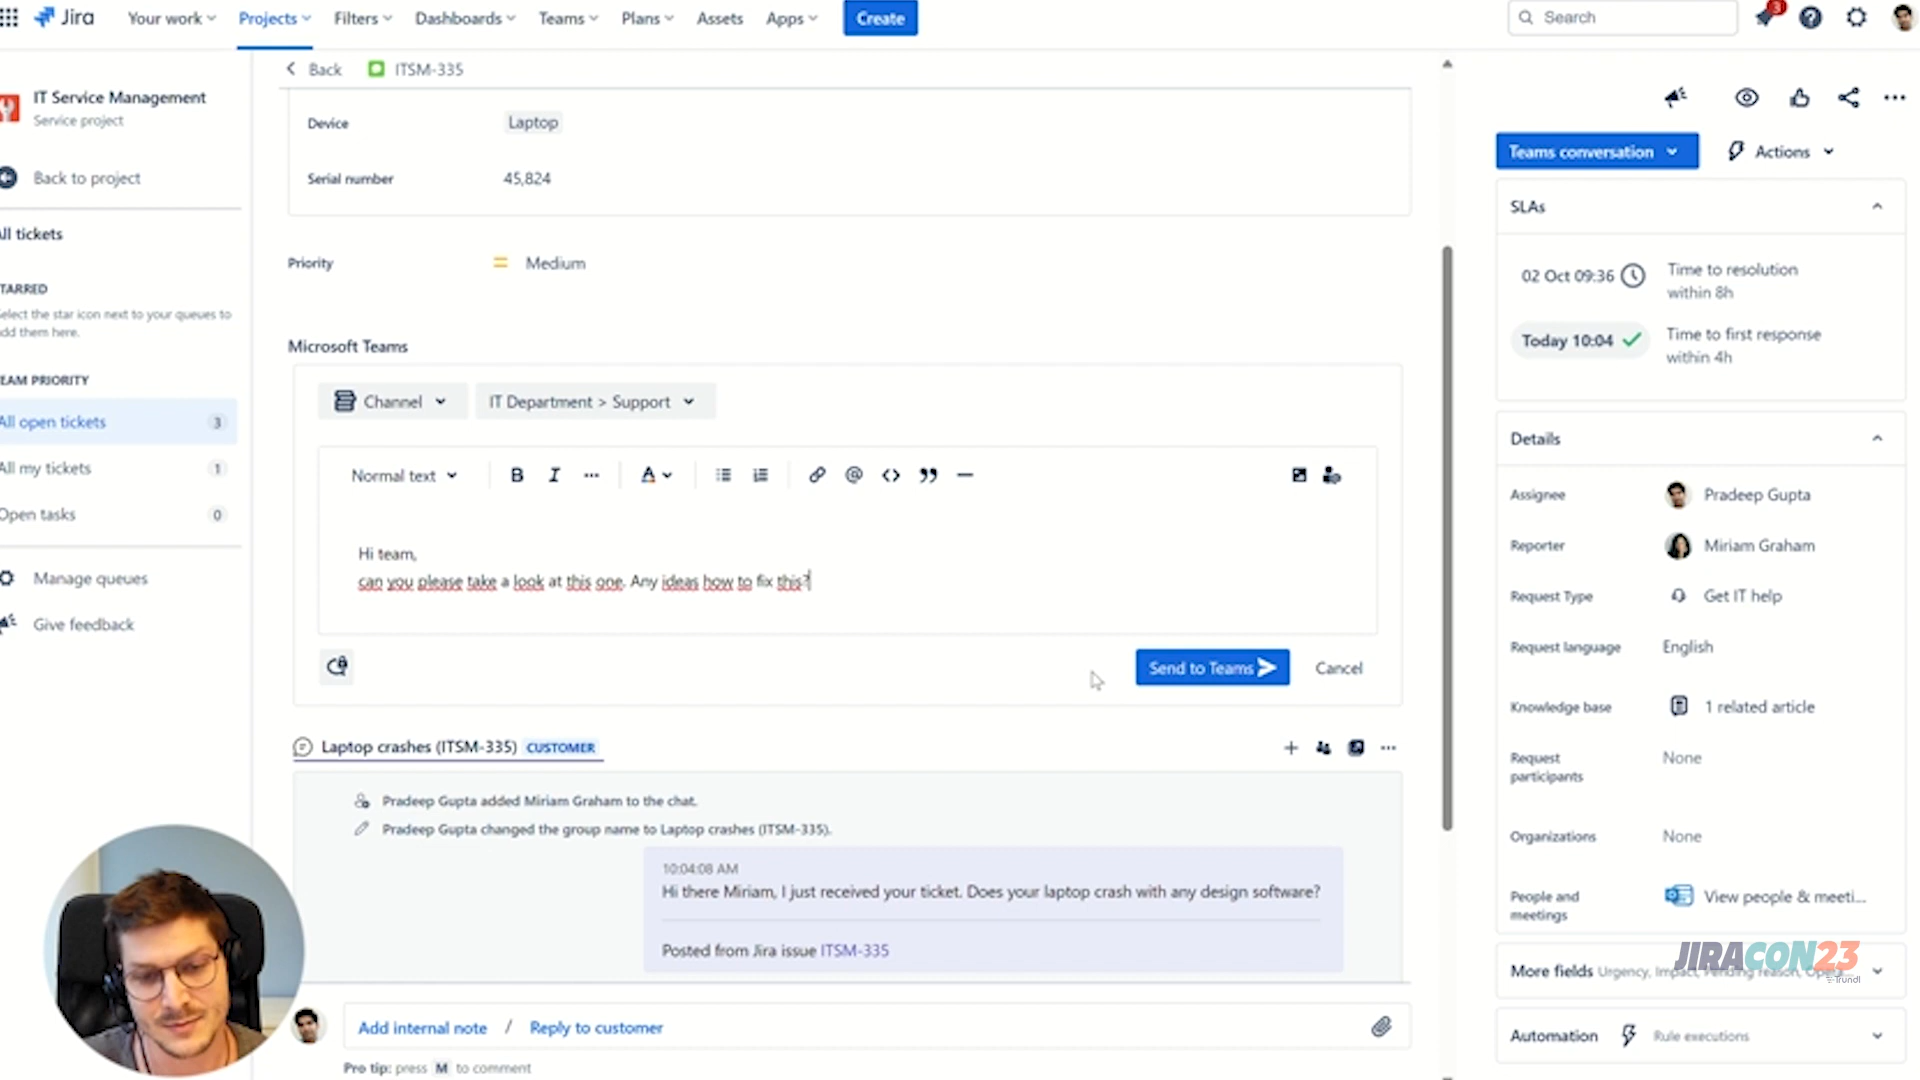 Jira
Your work
Projects
Filters
Dashboards
Teams
Plans
Assets
Apps
Create
Search
3
IT Service Management
Service project
Back to project
ll tickets
TARRED
elect the star icon next to your queues to
dd them here.
EAM PRIORITY
All open tickets 3
All my tickets 1
Open tasks 0
Manage queues
Give feedback
Back
ITSM-335
Device Laptop
Serial number 45,824
Priority Medium
Microsoft Teams
Channel
IT Department > Support
Normal text
B I ... A
Hi team,
can you please take a look at this one. Any ideas how to fix this?
Send to Teams
Cancel
Laptop crashes (ITSM-335) CUSTOMER
Pradeep Gupta added Miriam Graham to the chat.
Pradeep Gupta changed the group name to Laptop crashes (ITSM-335).
10:04:08 AM
Hi there Miriam, I just received your ticket. Does your laptop crash with any design software?
Posted from Jira issue ITSM-335
Add internal note / Reply to customer
Pro tip: press M to comment
Teams conversation
Actions
SLAs
02 Oct 09:36 Time to resolution
within 8h
Today 10:04 Time to first response
within 4h
Details
Assignee Pradeep Gupta
Reporter Miriam Graham
Request Type Get IT help
Request language English
Knowledge base 1 related article
Request
participants None
Organizations None
People and
meetings View people & meeti...
JIRACON23
Trundl
More fields Urgency, Impact, Pending reason,
Automation Rule executions